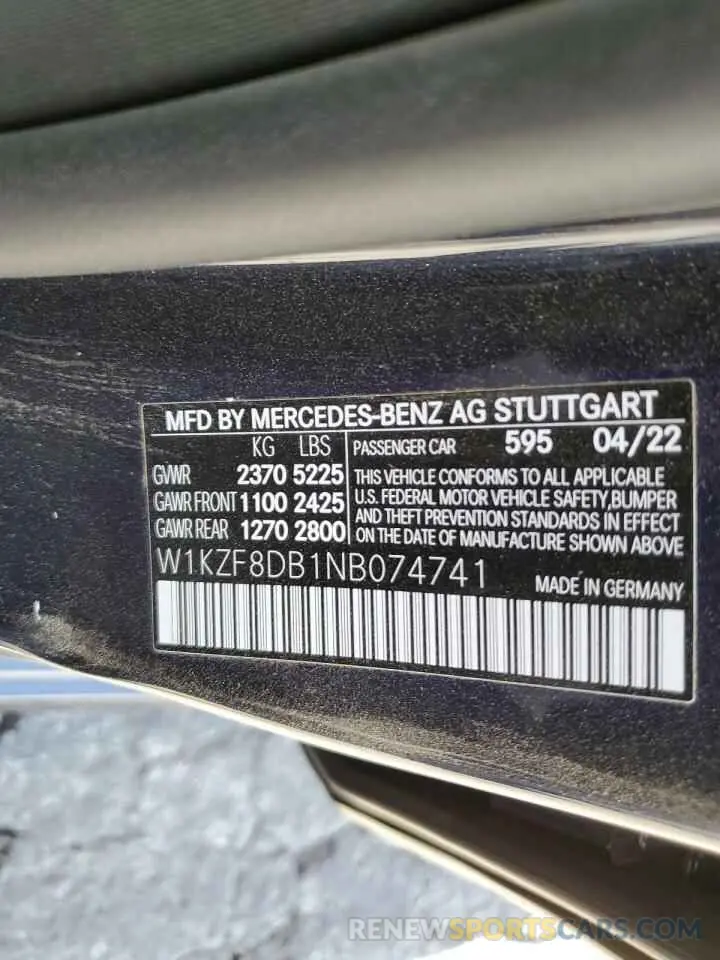 MFD BY MERCEDES-BENZ AG STUTTGART
KG LBS
GVWR 2370 5225
GAWR FRONT 1100 2425
GAWR REAR 1270 2800
PASSENGER CAR 595 04/22
THIS VEHICLE CONFORMS TO ALL APPLICABLE
U.S. FEDERAL MOTOR VEHICLE SAFETY,BUMPER
AND THEFT PREVENTION STANDARDS IN EFFECT
ON THE DATE OF MANUFACTURE SHOWN ABOVE
W1KZF8DB1NB074741
MADE IN GERMANY
RENEWSPORTSCARS.COM